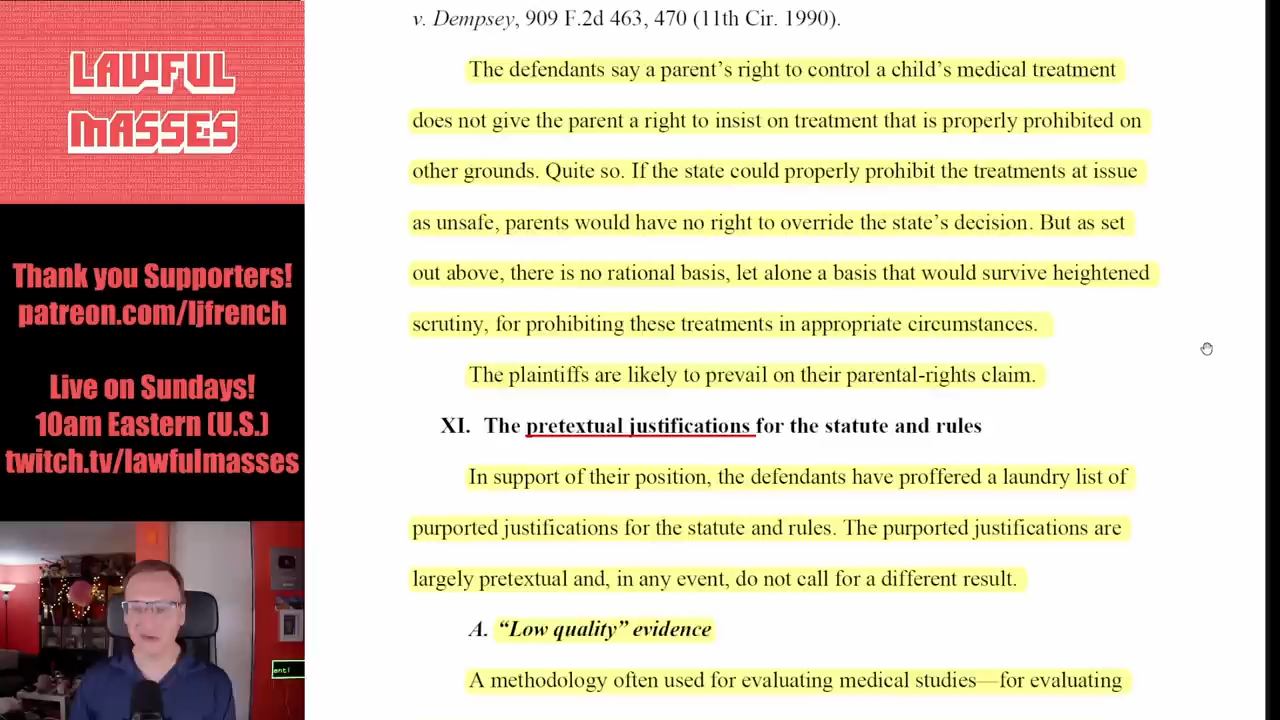 LAWFUL
MASSES
Thank you Supporters!
patreon.com/ljfrench
Live on Sundays!
10am Eastern (U.S.)
twitch.tv/lawfulmasses
anti
v. Dempsey, 909 F.2d 463, 470 (11th Cir. 1990).
The defendants say a parent’s right to control a child’s medical treatment
does not give the parent a right to insist on treatment that is properly prohibited on
other grounds. Quite so. If the state could properly prohibit the treatments at issue
as unsafe, parents would have no right to override the state’s decision. But as set
out above, there is no rational basis, let alone a basis that would survive heightened
scrutiny, for prohibiting these treatments in appropriate circumstances.
The plaintiffs are likely to prevail on their parental-rights claim.
XI. The pretextual justifications for the statute and rules
In support of their position, the defendants have proffered a laundry list of
purported justifications for the statute and rules. The purported justifications are
largely pretextual and, in any event, do not call for a different result.
A. “Low quality” evidence
A methodology often used for evaluating medical studies—for evaluating